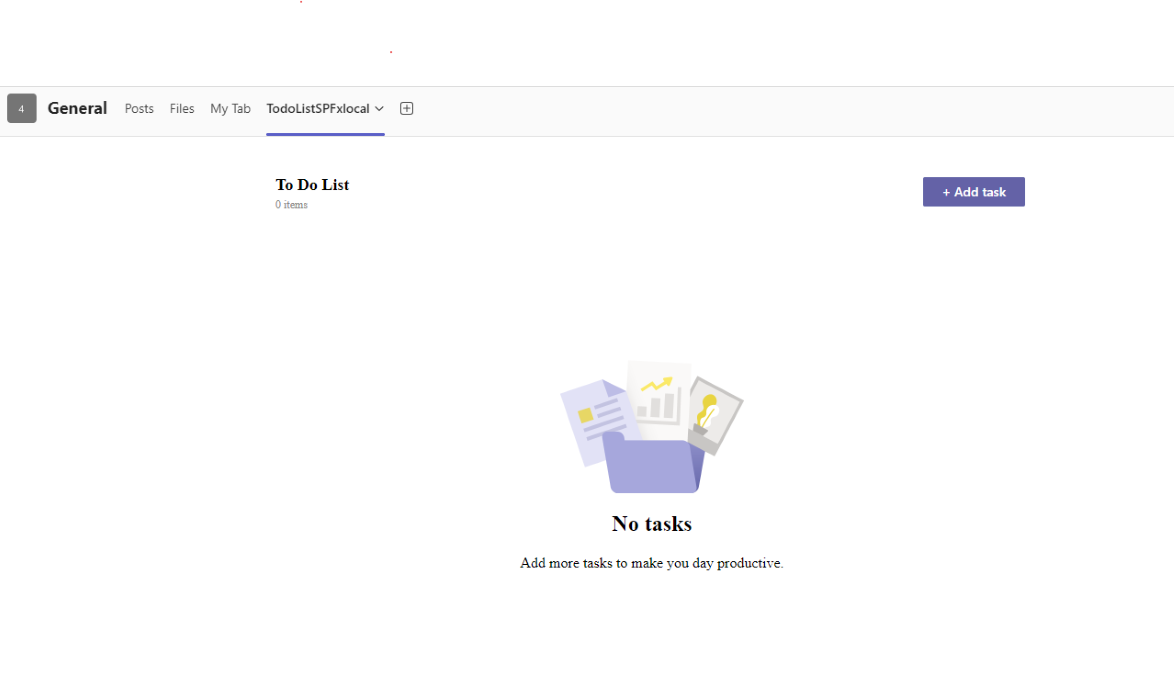 4 General Posts Files My Tab TodoListSPFxlocal
To Do List
0 items
+ Add task
No tasks
Add more tasks to make you day productive.